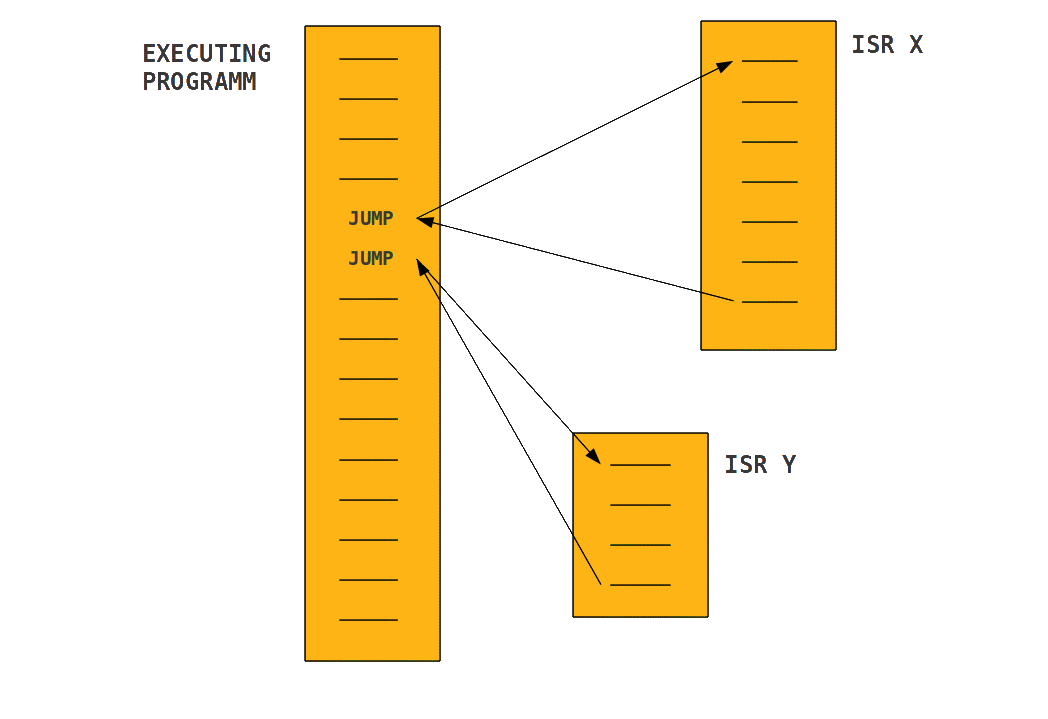 EXECUTING
PROGRAMM
JUMP
JUMP
ISR X
ISR Y